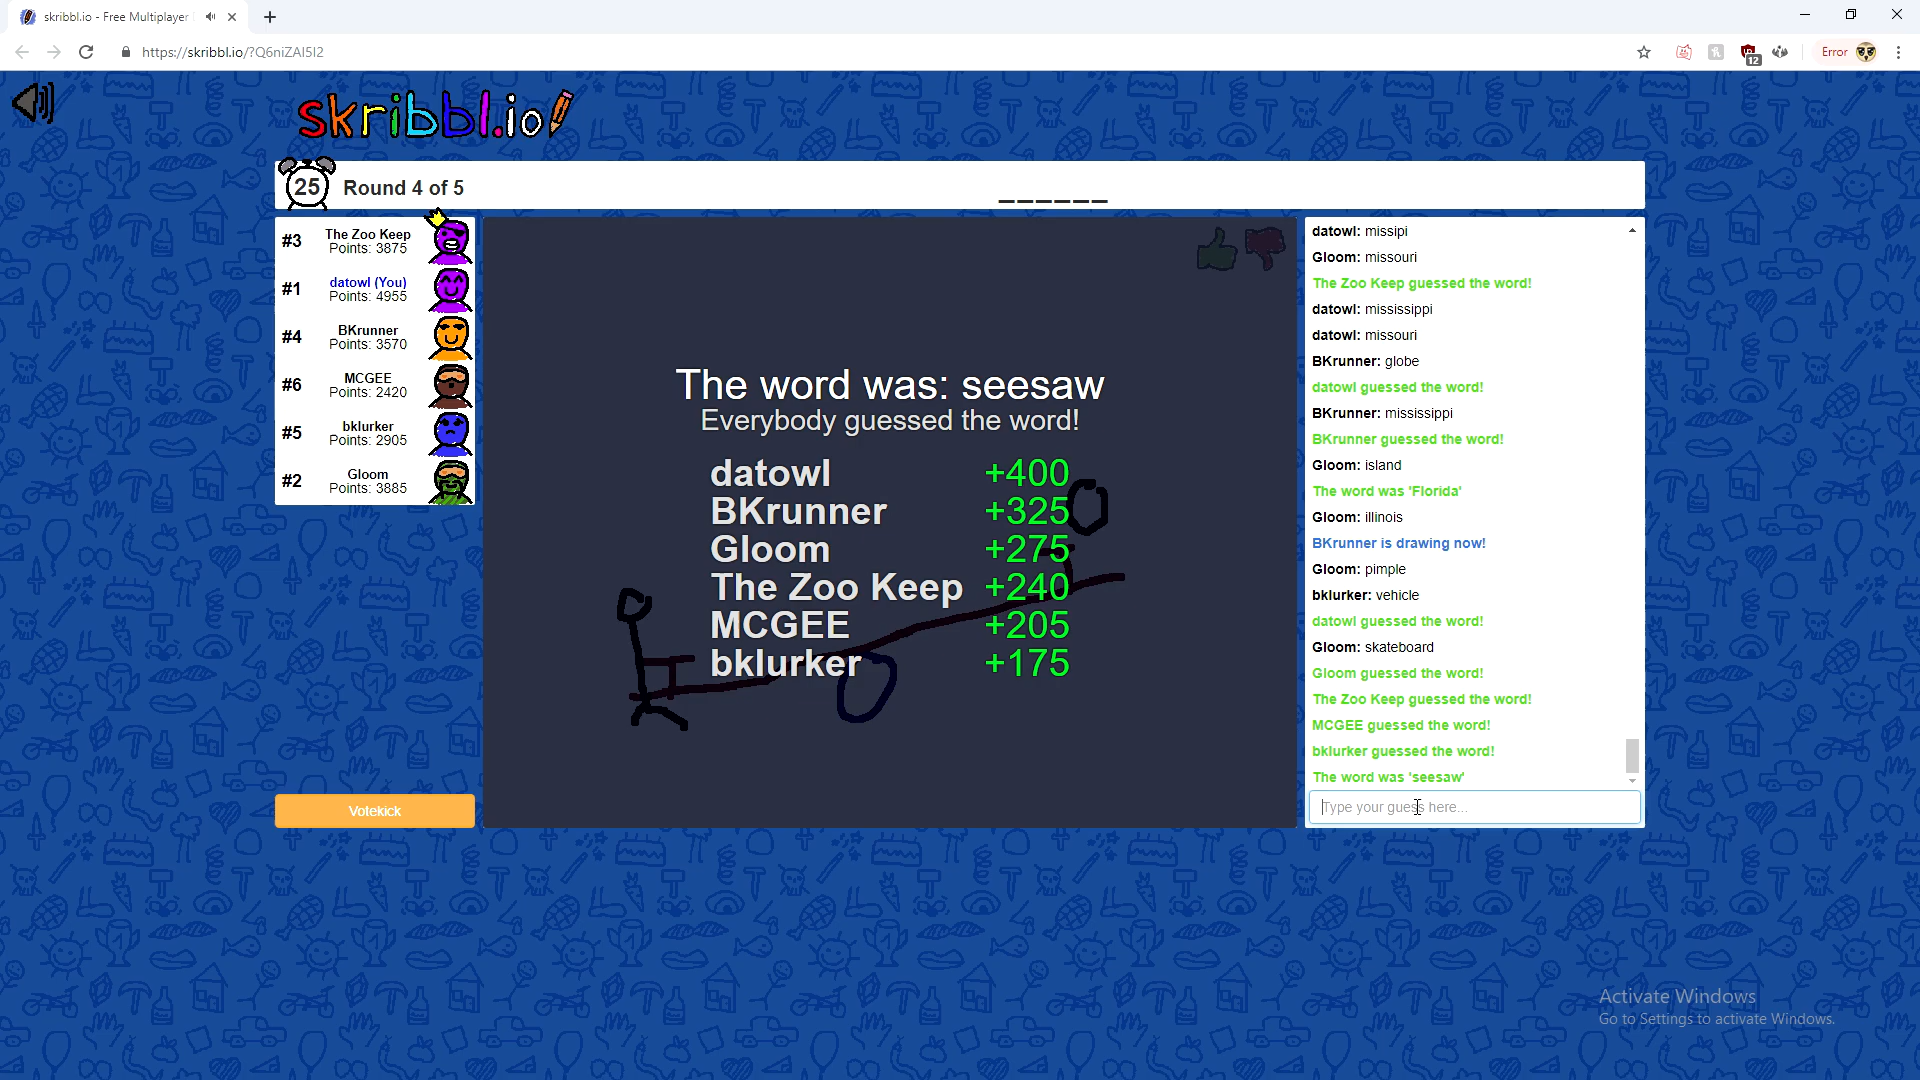 skribbl.io - Free Multiplayer
https://skribbl.io/?Q6niZAI5I2
12
Error
skribbl.io
25
Round 4 of 5
______
#3
The Zoo Keep
Points: 3875
#1
datowl (You)
Points: 4955
#4
BKrunner
Points: 3570
#6
MCGEE
Points: 2420
#5
bklurker
Points: 2905
#2
Gloom
Points: 3885
Votekick
The word was: seesaw
Everybody guessed the word!
datowl +400
BKrunner +325
Gloom +275
The Zoo Keep +240
MCGEE +205
bklurker +175
datowl: missipi
Gloom: missouri
The Zoo Keep guessed the word!
datowl: mississippi
datowl: missouri
BKrunner: globe
datowl guessed the word!
BKrunner: mississippi
BKrunner guessed the word!
Gloom: island
The word was 'Florida'
Gloom: illinois
BKrunner is drawing now!
Gloom: pimple
bklurker: vehicle
datowl guessed the word!
Gloom: skateboard
Gloom guessed the word!
The Zoo Keep guessed the word!
MCGEE guessed the word!
bklurker guessed the word!
The word was 'seesaw'
Type your guess here...
Activate Windows
Go to Settings to activate Windows.